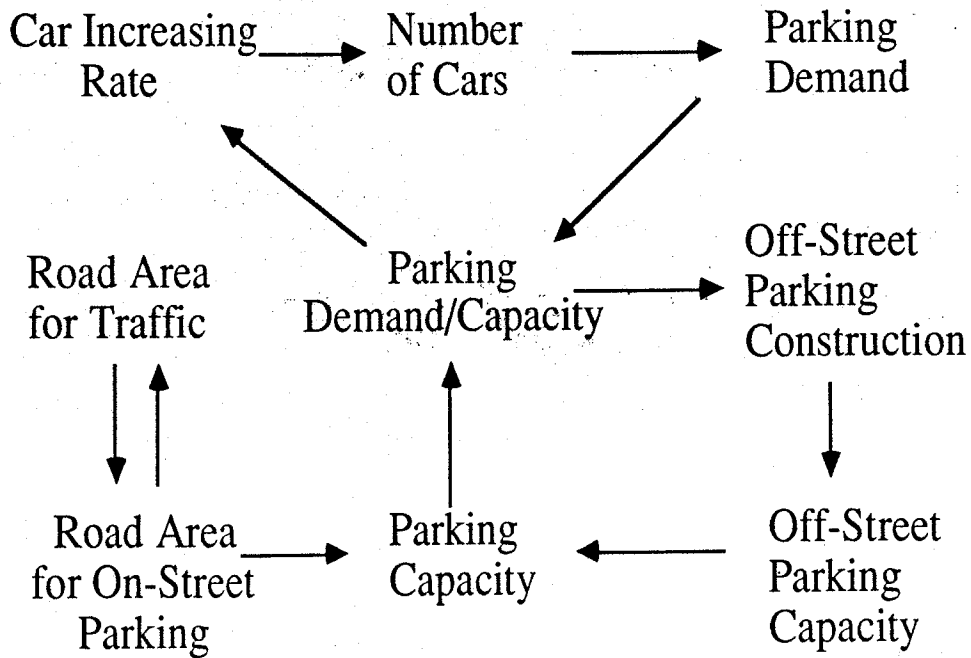 Car Increasing
Rate
Number
of Cars
Parking
Demand
Road Area
for Traffic
Parking
Demand/Capacity
Off-Street
Parking
Construction
Road Area
for On-Street
Parking
Parking
Capacity
Off-Street
Parking
Capacity